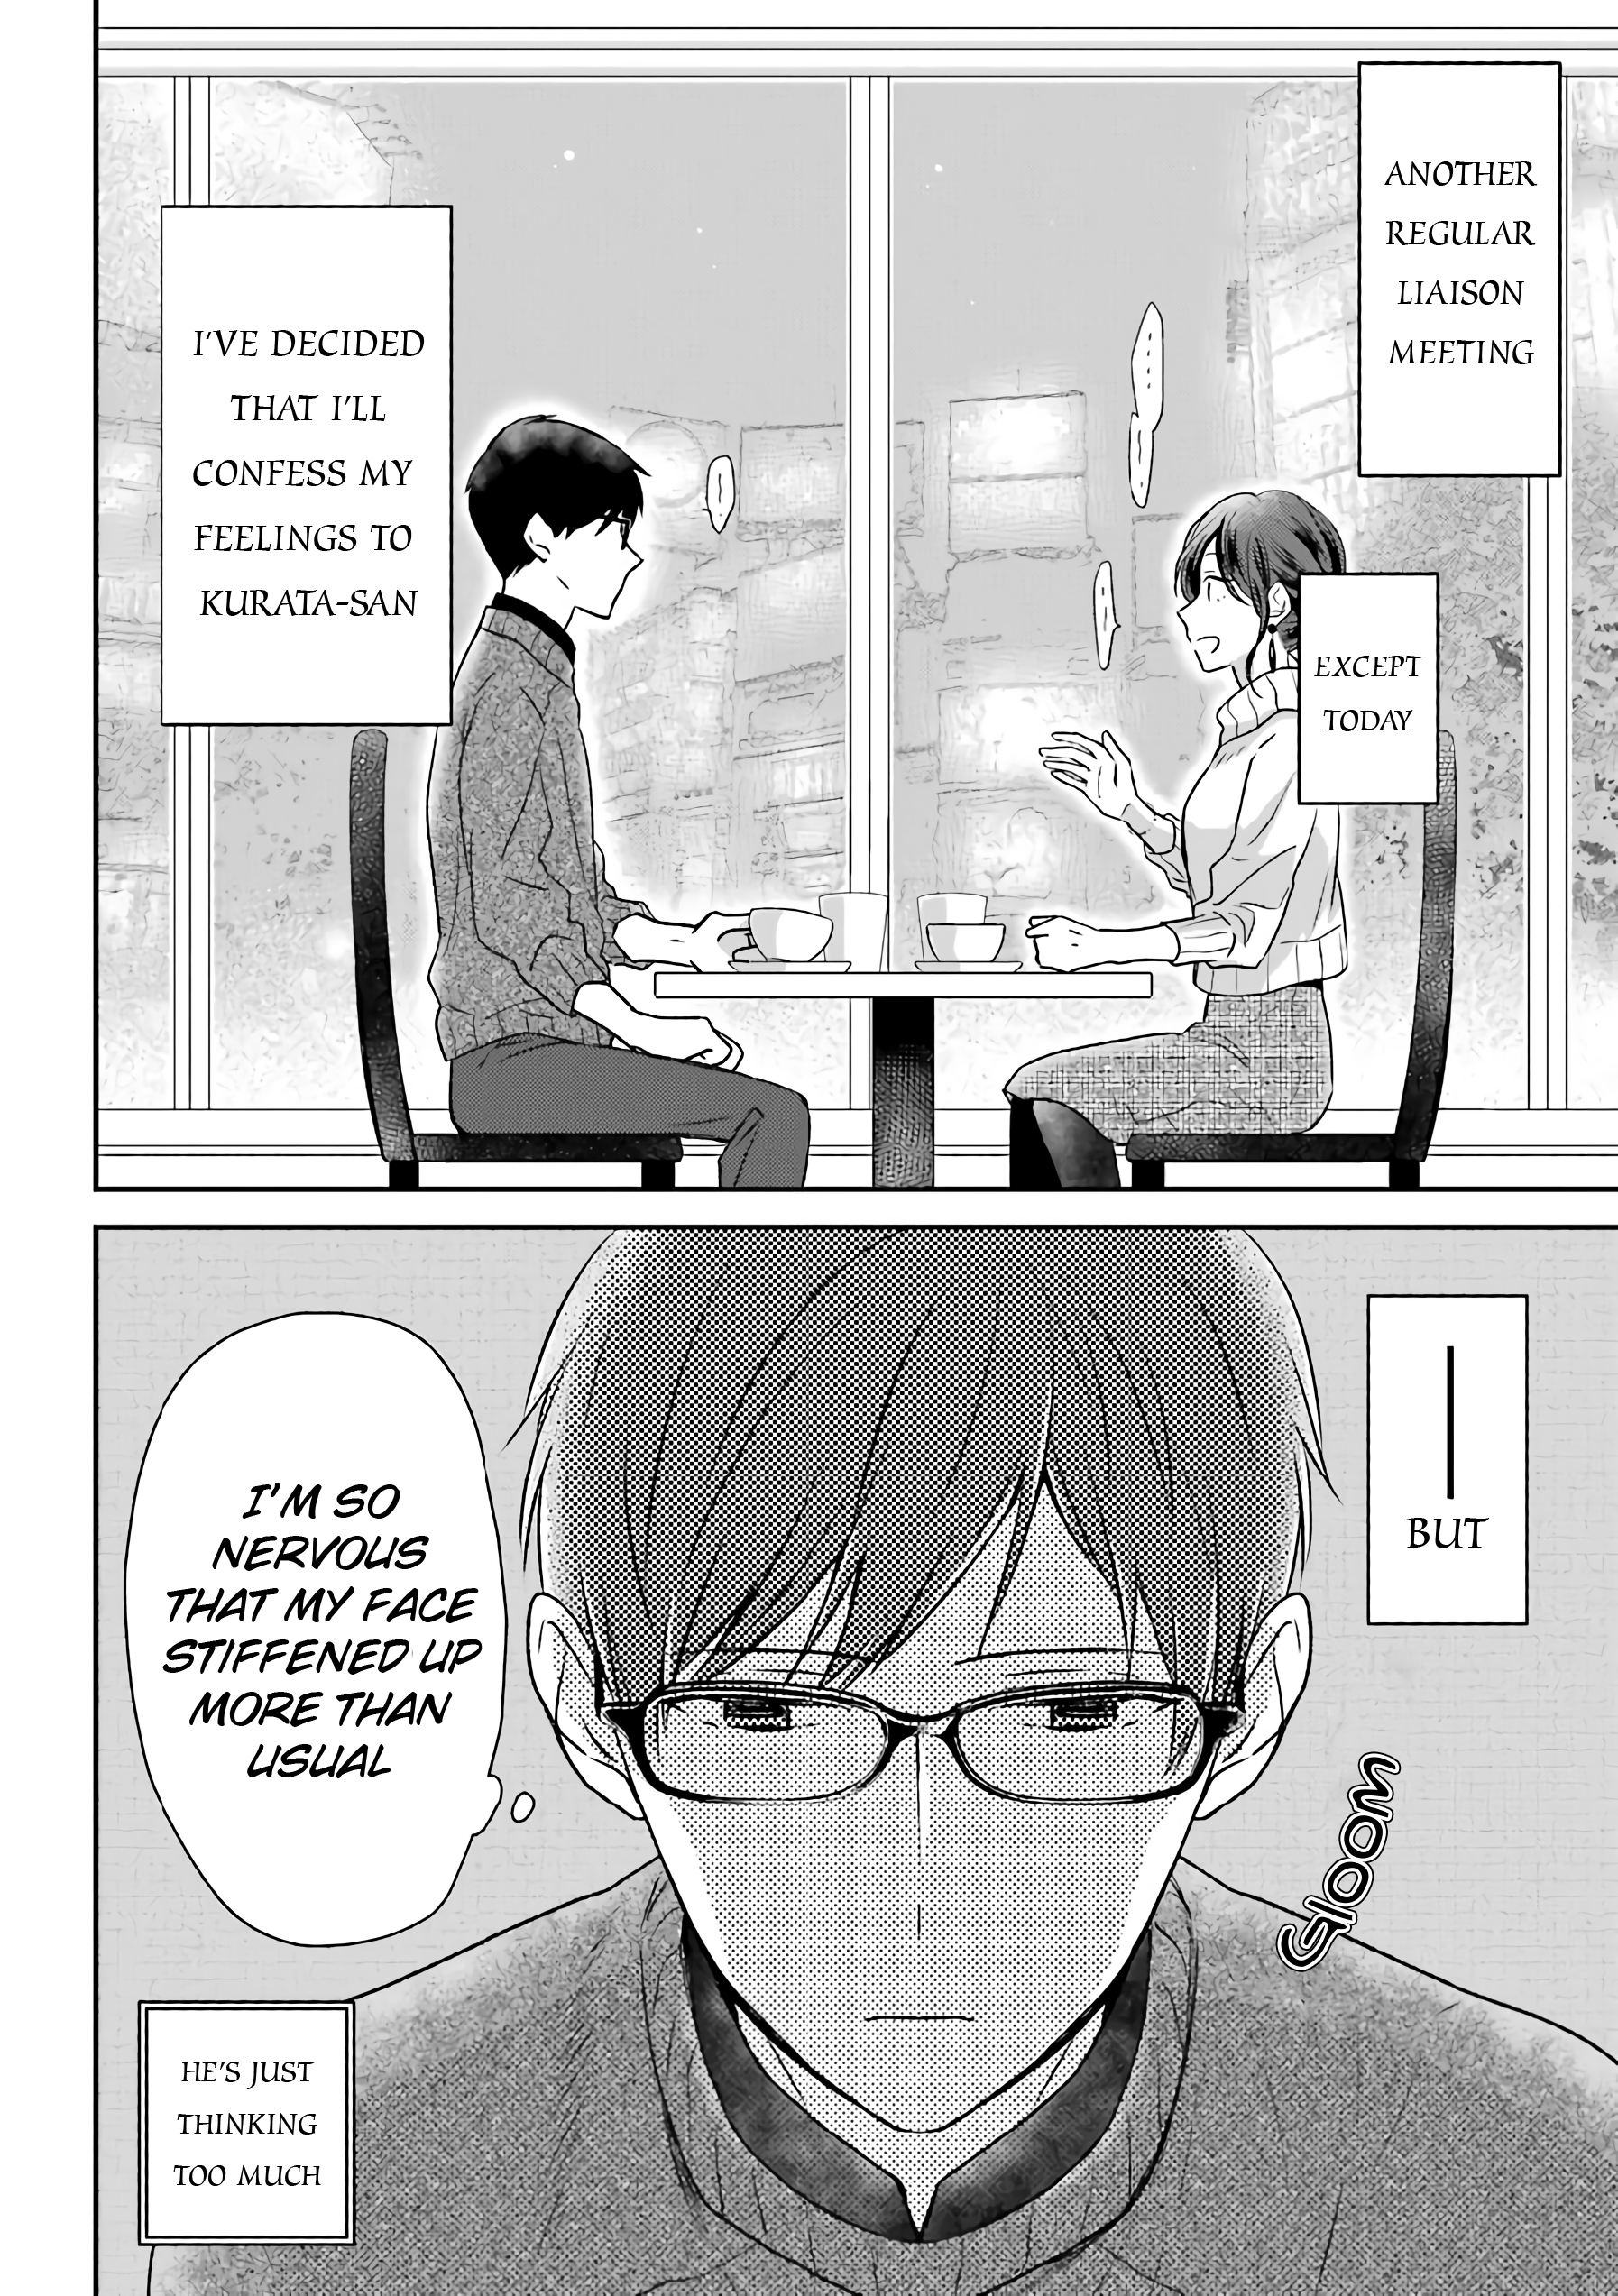 ANOTHER
REGULAR
LIAISON
MEETING
EXCEPT
TODAY
I'VE DECIDED
THAT I'LL
CONFESS MY
FEELINGS TO
KURATA-SAN
BUT
I'M SO
NERVOUS
THAT MY FACE
STIFFENED UP
MORE THAN
USUAL
GLOOM
HE'S JUST
THINKING
TOO MUCH